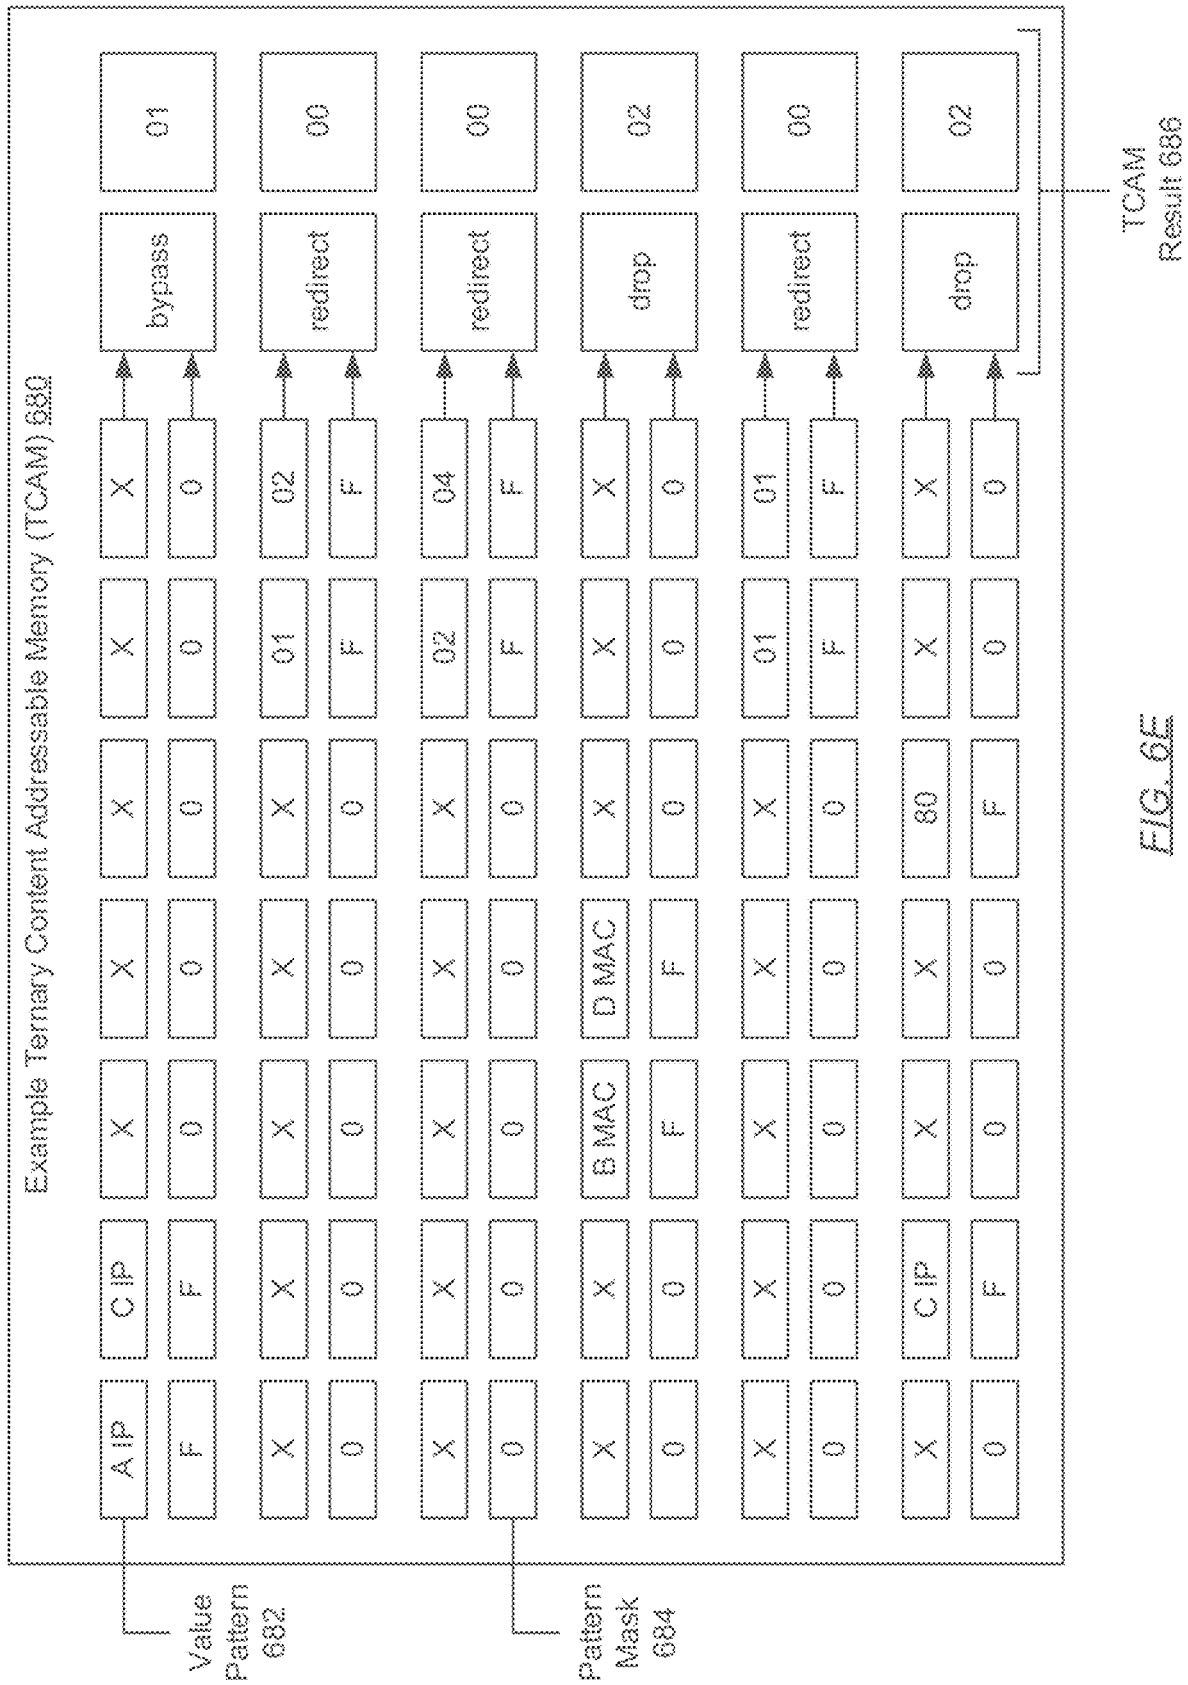 Example Ternary Content Addressable Memory (TCAM) 680
A IP C IP X X X X X bypass 01
F F 0 0 0 0 0
X X X X X 01 02 redirect 00
0 0 0 0 0 F F
X X X X X 02 04 redirect 00
0 0 0 0 0 F F
X X B MAC D MAC X X X drop 02
0 0 F F 0 0 0
X X X X X 01 01 redirect 00
0 0 0 0 0 F F
X C IP X X 80 X X drop 02
0 F 0 0 F 0 0
Value
Pattern
682
Pattern
Mask
684
TCAM
Result 686
FIG. 6E